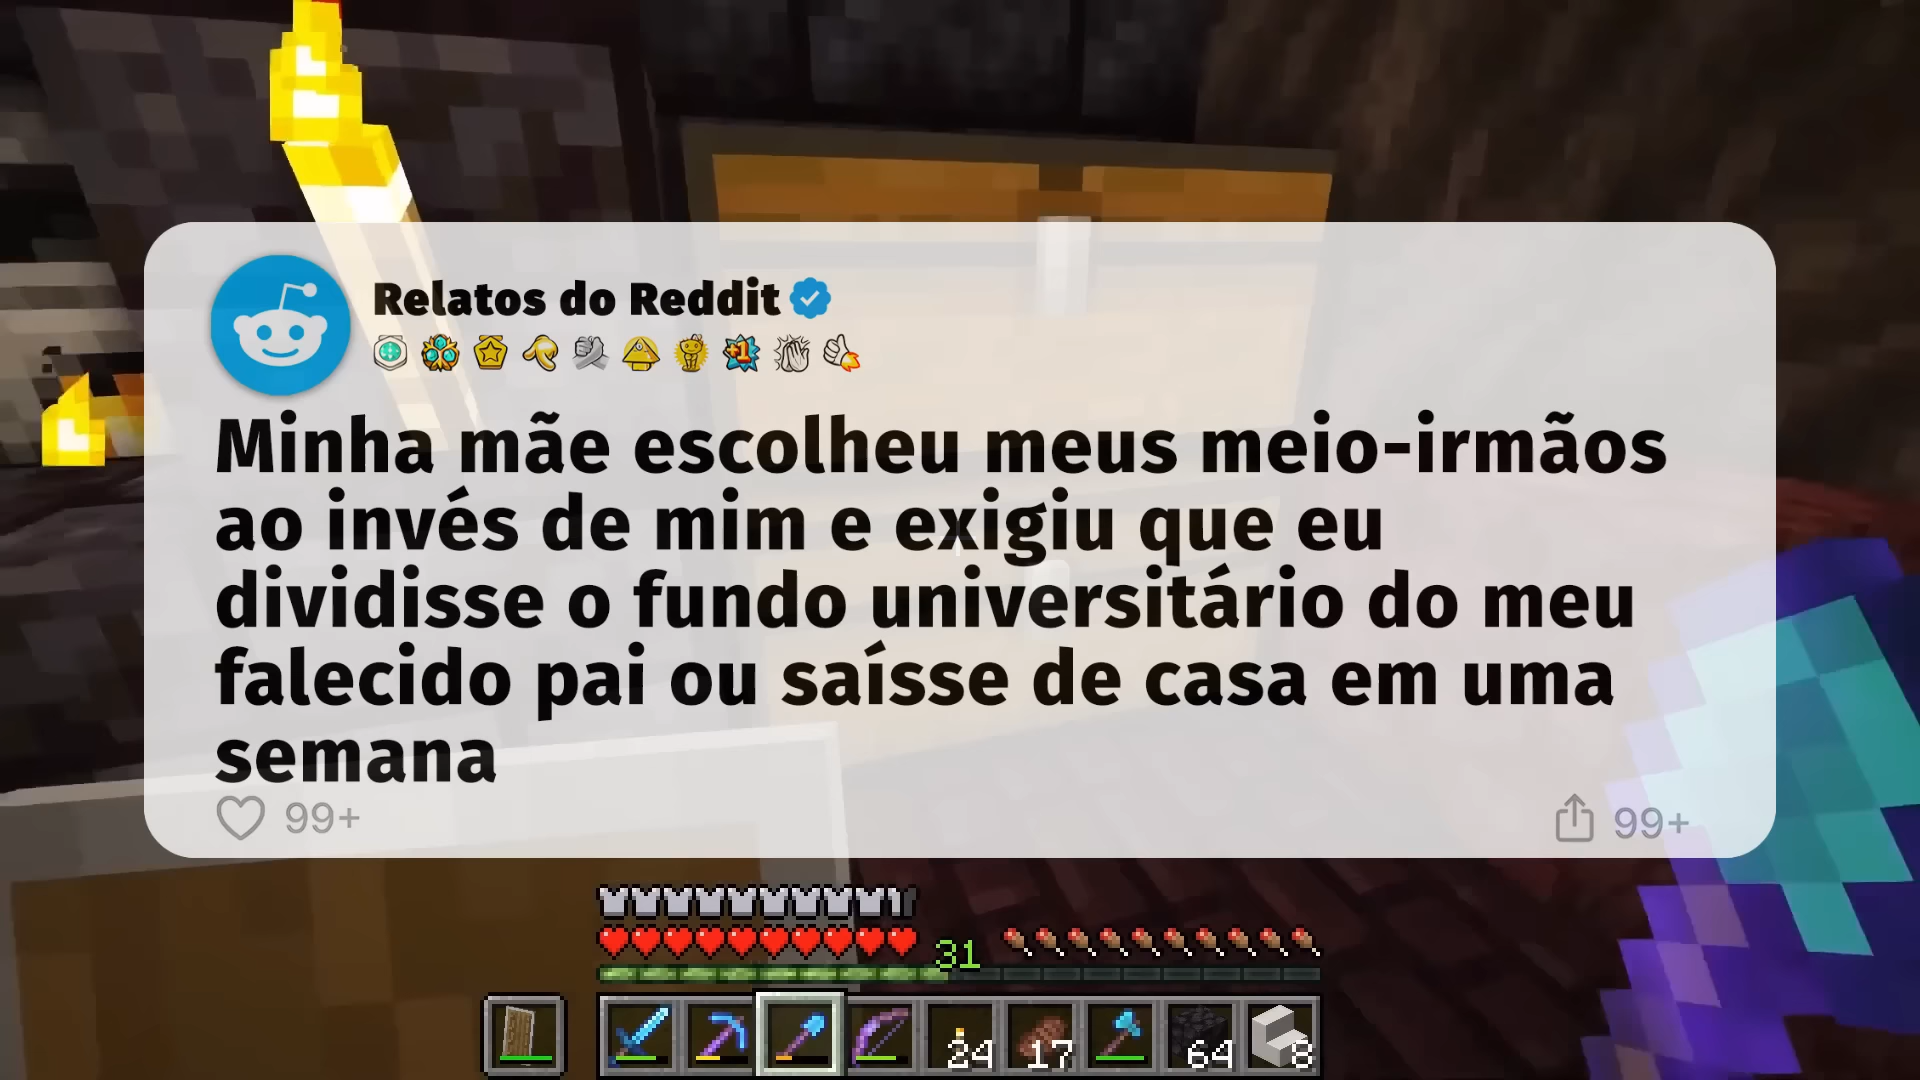 Relatos do Reddit
+1
Minha mãe escolheu meus meio-irmãos
ao invés de mim e exigiu que eu
dividisse o fundo universitário do meu
falecido pai ou saísse de casa em uma
semana
99+
99+
31
24
17
64
8